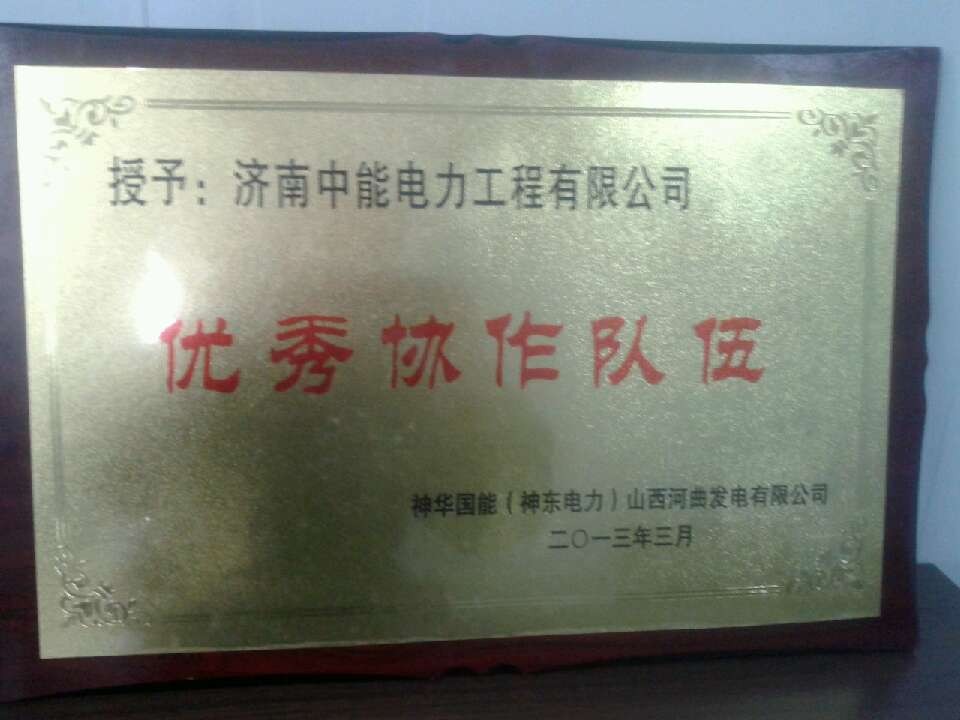 授予：济南中能电力工程有限公司
优秀协作队伍
神华国能（神东电力）山西河曲发电有限公司
二〇一三年三月